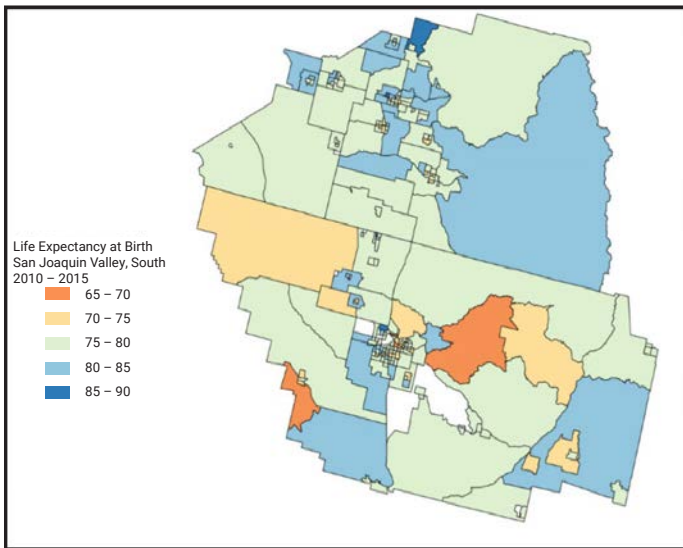 Life Expectancy at Birth
San Joaquin Valley, South
2010 – 2015
65 – 70
70 – 75
75 – 80
80 – 85
85 – 90